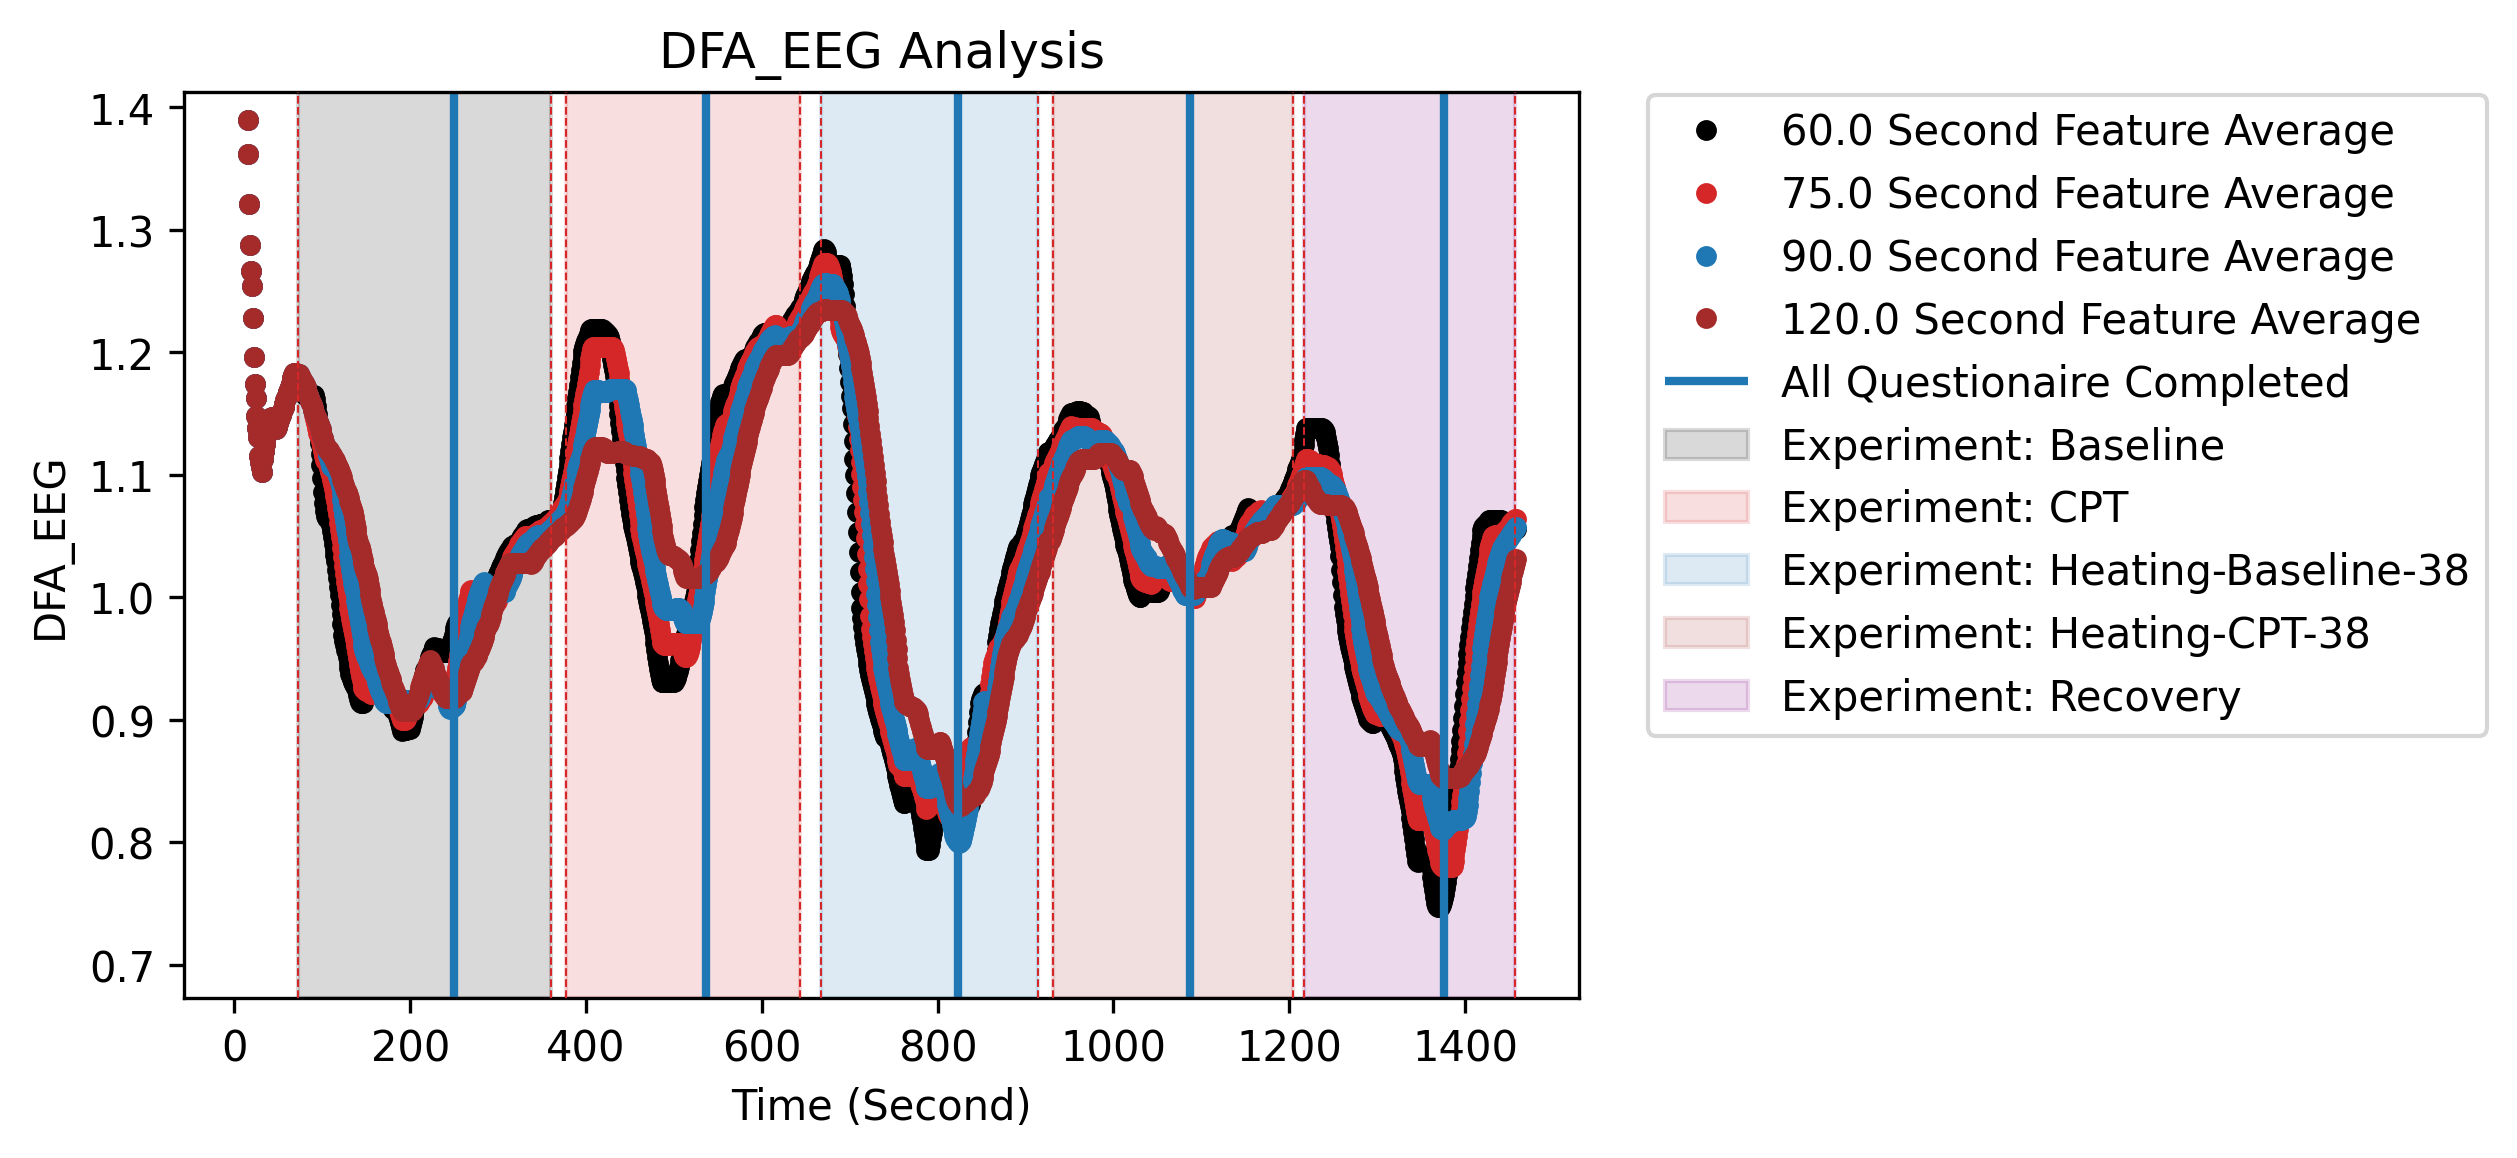 DFA_EEG Analysis
DFA_EEG
1.4
1.3
1.2
1.1
1.0
0.9
0.8
0.7
0 200 400 600 800 1000 1200 1400
Time (Second)
60.0 Second Feature Average
75.0 Second Feature Average
90.0 Second Feature Average
120.0 Second Feature Average
All Questionaire Completed
Experiment: Baseline
Experiment: CPT
Experiment: Heating-Baseline-38
Experiment: Heating-CPT-38
Experiment: Recovery